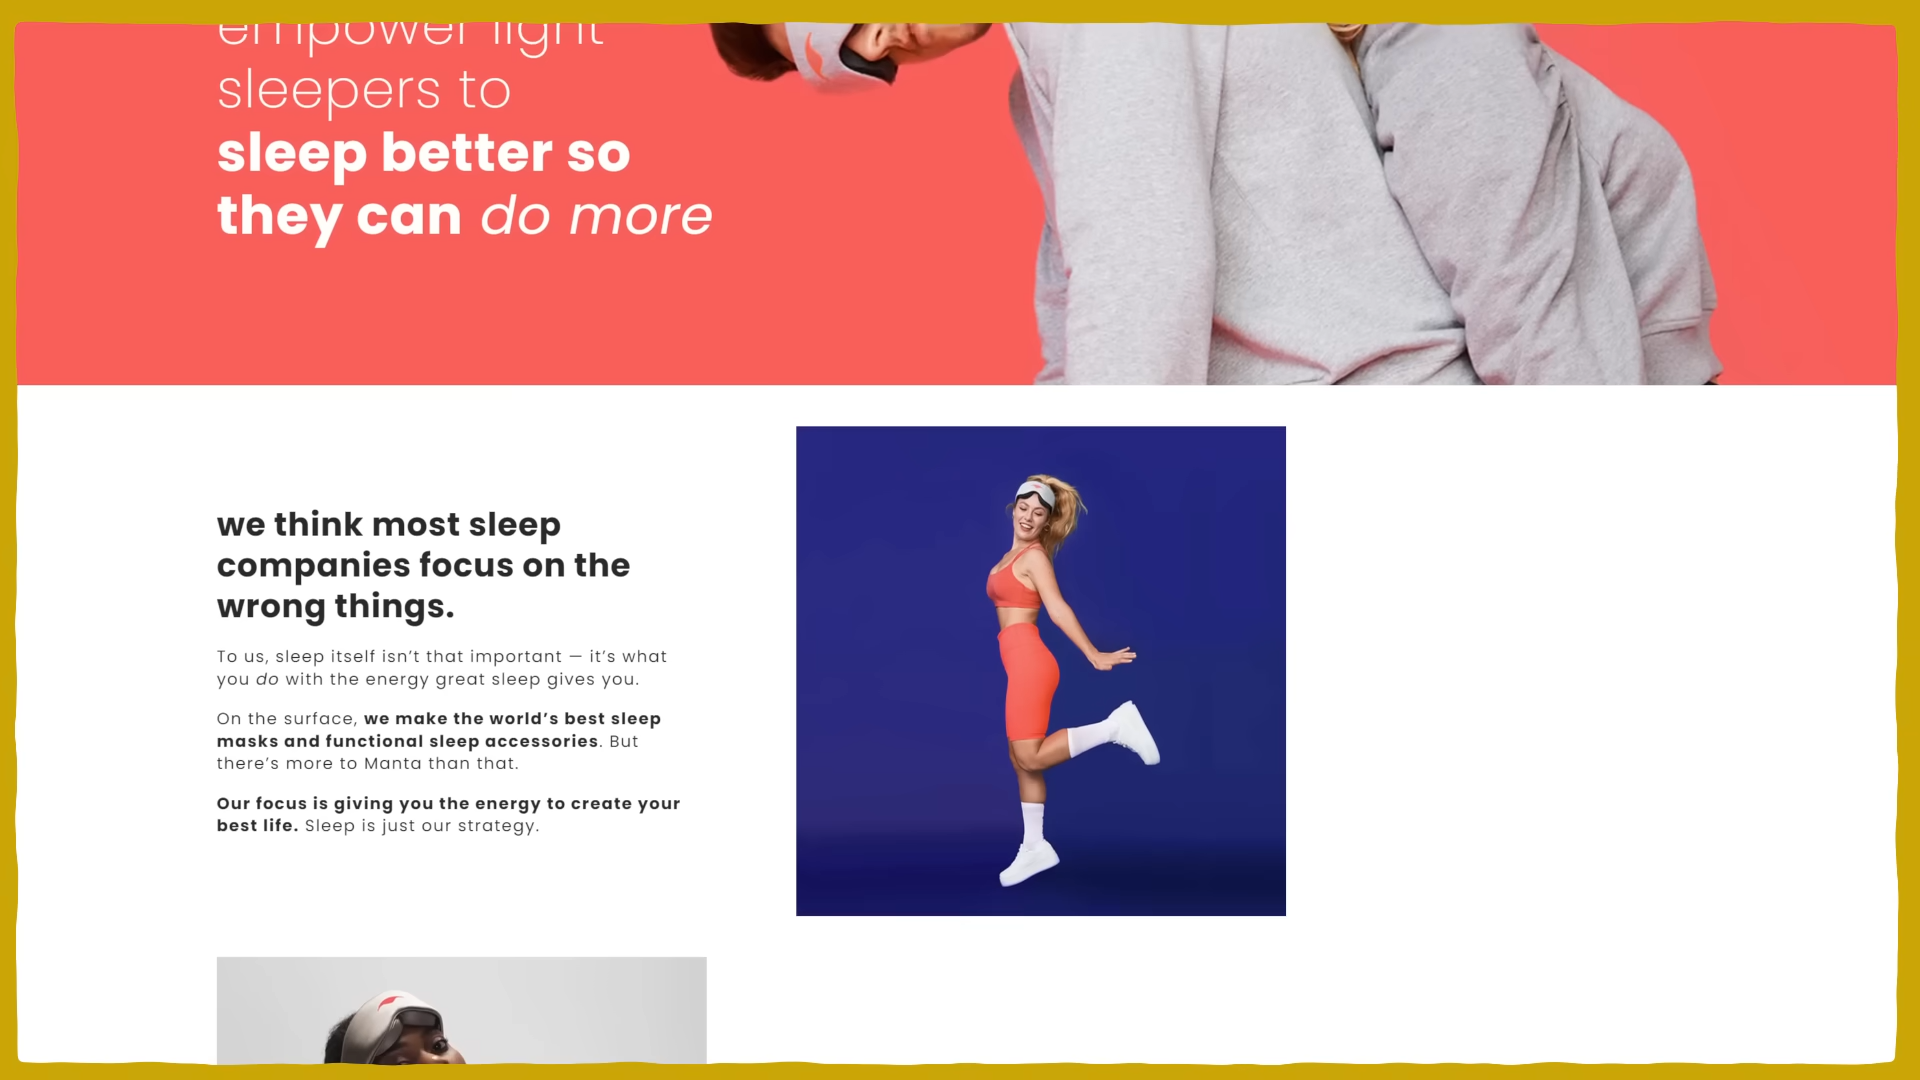 empower light
sleepers to
sleep better so
they can do more
we think most sleep
companies focus on the
wrong things.
To us, sleep itself isn’t that important — it’s what
you do with the energy great sleep gives you.
On the surface, we make the world’s best sleep
masks and functional sleep accessories. But
there’s more to Manta than that.
Our focus is giving you the energy to create your
best life. Sleep is just our strategy.